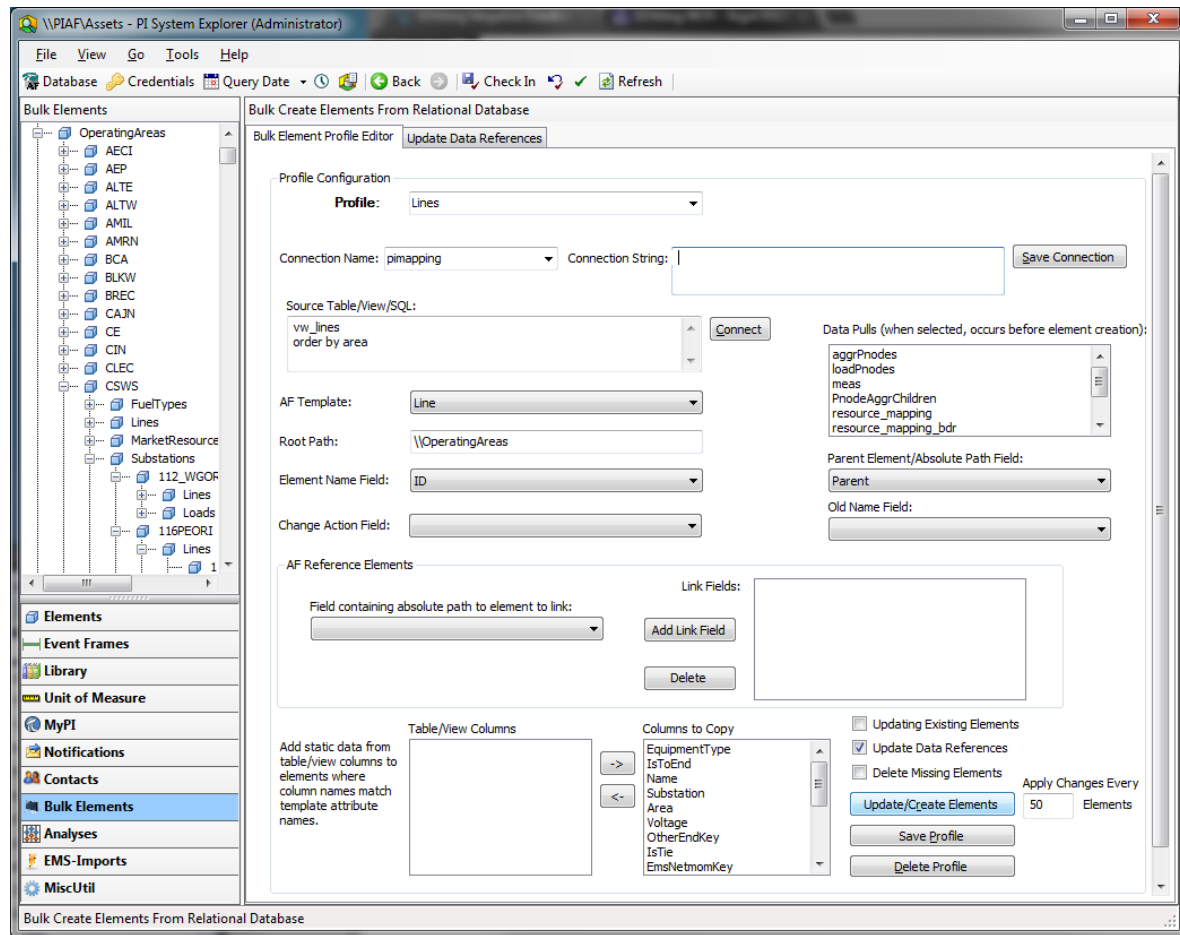 \\PIAF\Assets - PI System Explorer (Administrator)
File View Go Tools Help
Database Credentials Query Date Back Check In Refresh
Bulk Elements
OperatingAreas
AECI
AEP
ALTE
ALTW
AMIL
AMRN
BCA
BLKW
BREC
CAJN
CE
CIN
CLEC
CSWS
FuelTypes
Lines
MarketResource
Substations
112_WGOR
Lines
Loads
116PEORI
Lines
1
Elements
Event Frames
Library
Unit of Measure
MyPI
Notifications
Contacts
Bulk Elements
Analyses
EMS-Imports
MiscUtil
Bulk Create Elements From Relational Database
Bulk Element Profile Editor Update Data References
Profile Configuration
Profile: Lines
Connection Name: pimapping Connection String: Save Connection
Source Table/View/SQL:
vw_lines
order by area
Connect
Data Pulls (when selected, occurs before element creation):
aggrPnodes
loadPnodes
meas
PnodeAggrChildren
resource_mapping
resource_mapping_bdr
AF Template: Line
Root Path: \\OperatingAreas
Parent Element/Absolute Path Field:
Parent
Element Name Field: ID
Old Name Field:
Change Action Field:
AF Reference Elements
Field containing absolute path to element to link:
Link Fields:
Add Link Field
Delete
Add static data from
table/view columns to
elements where
column names match
template attribute
names.
Table/View Columns
->
<-
Columns to Copy
EquipmentType
IsToEnd
Name
Substation
Area
Voltage
OtherEndKey
IsTie
EmsNetmomKey
Updating Existing Elements
Update Data References
Delete Missing Elements
Apply Changes Every
Update/Create Elements 50 Elements
Save Profile
Delete Profile
Bulk Create Elements From Relational Database